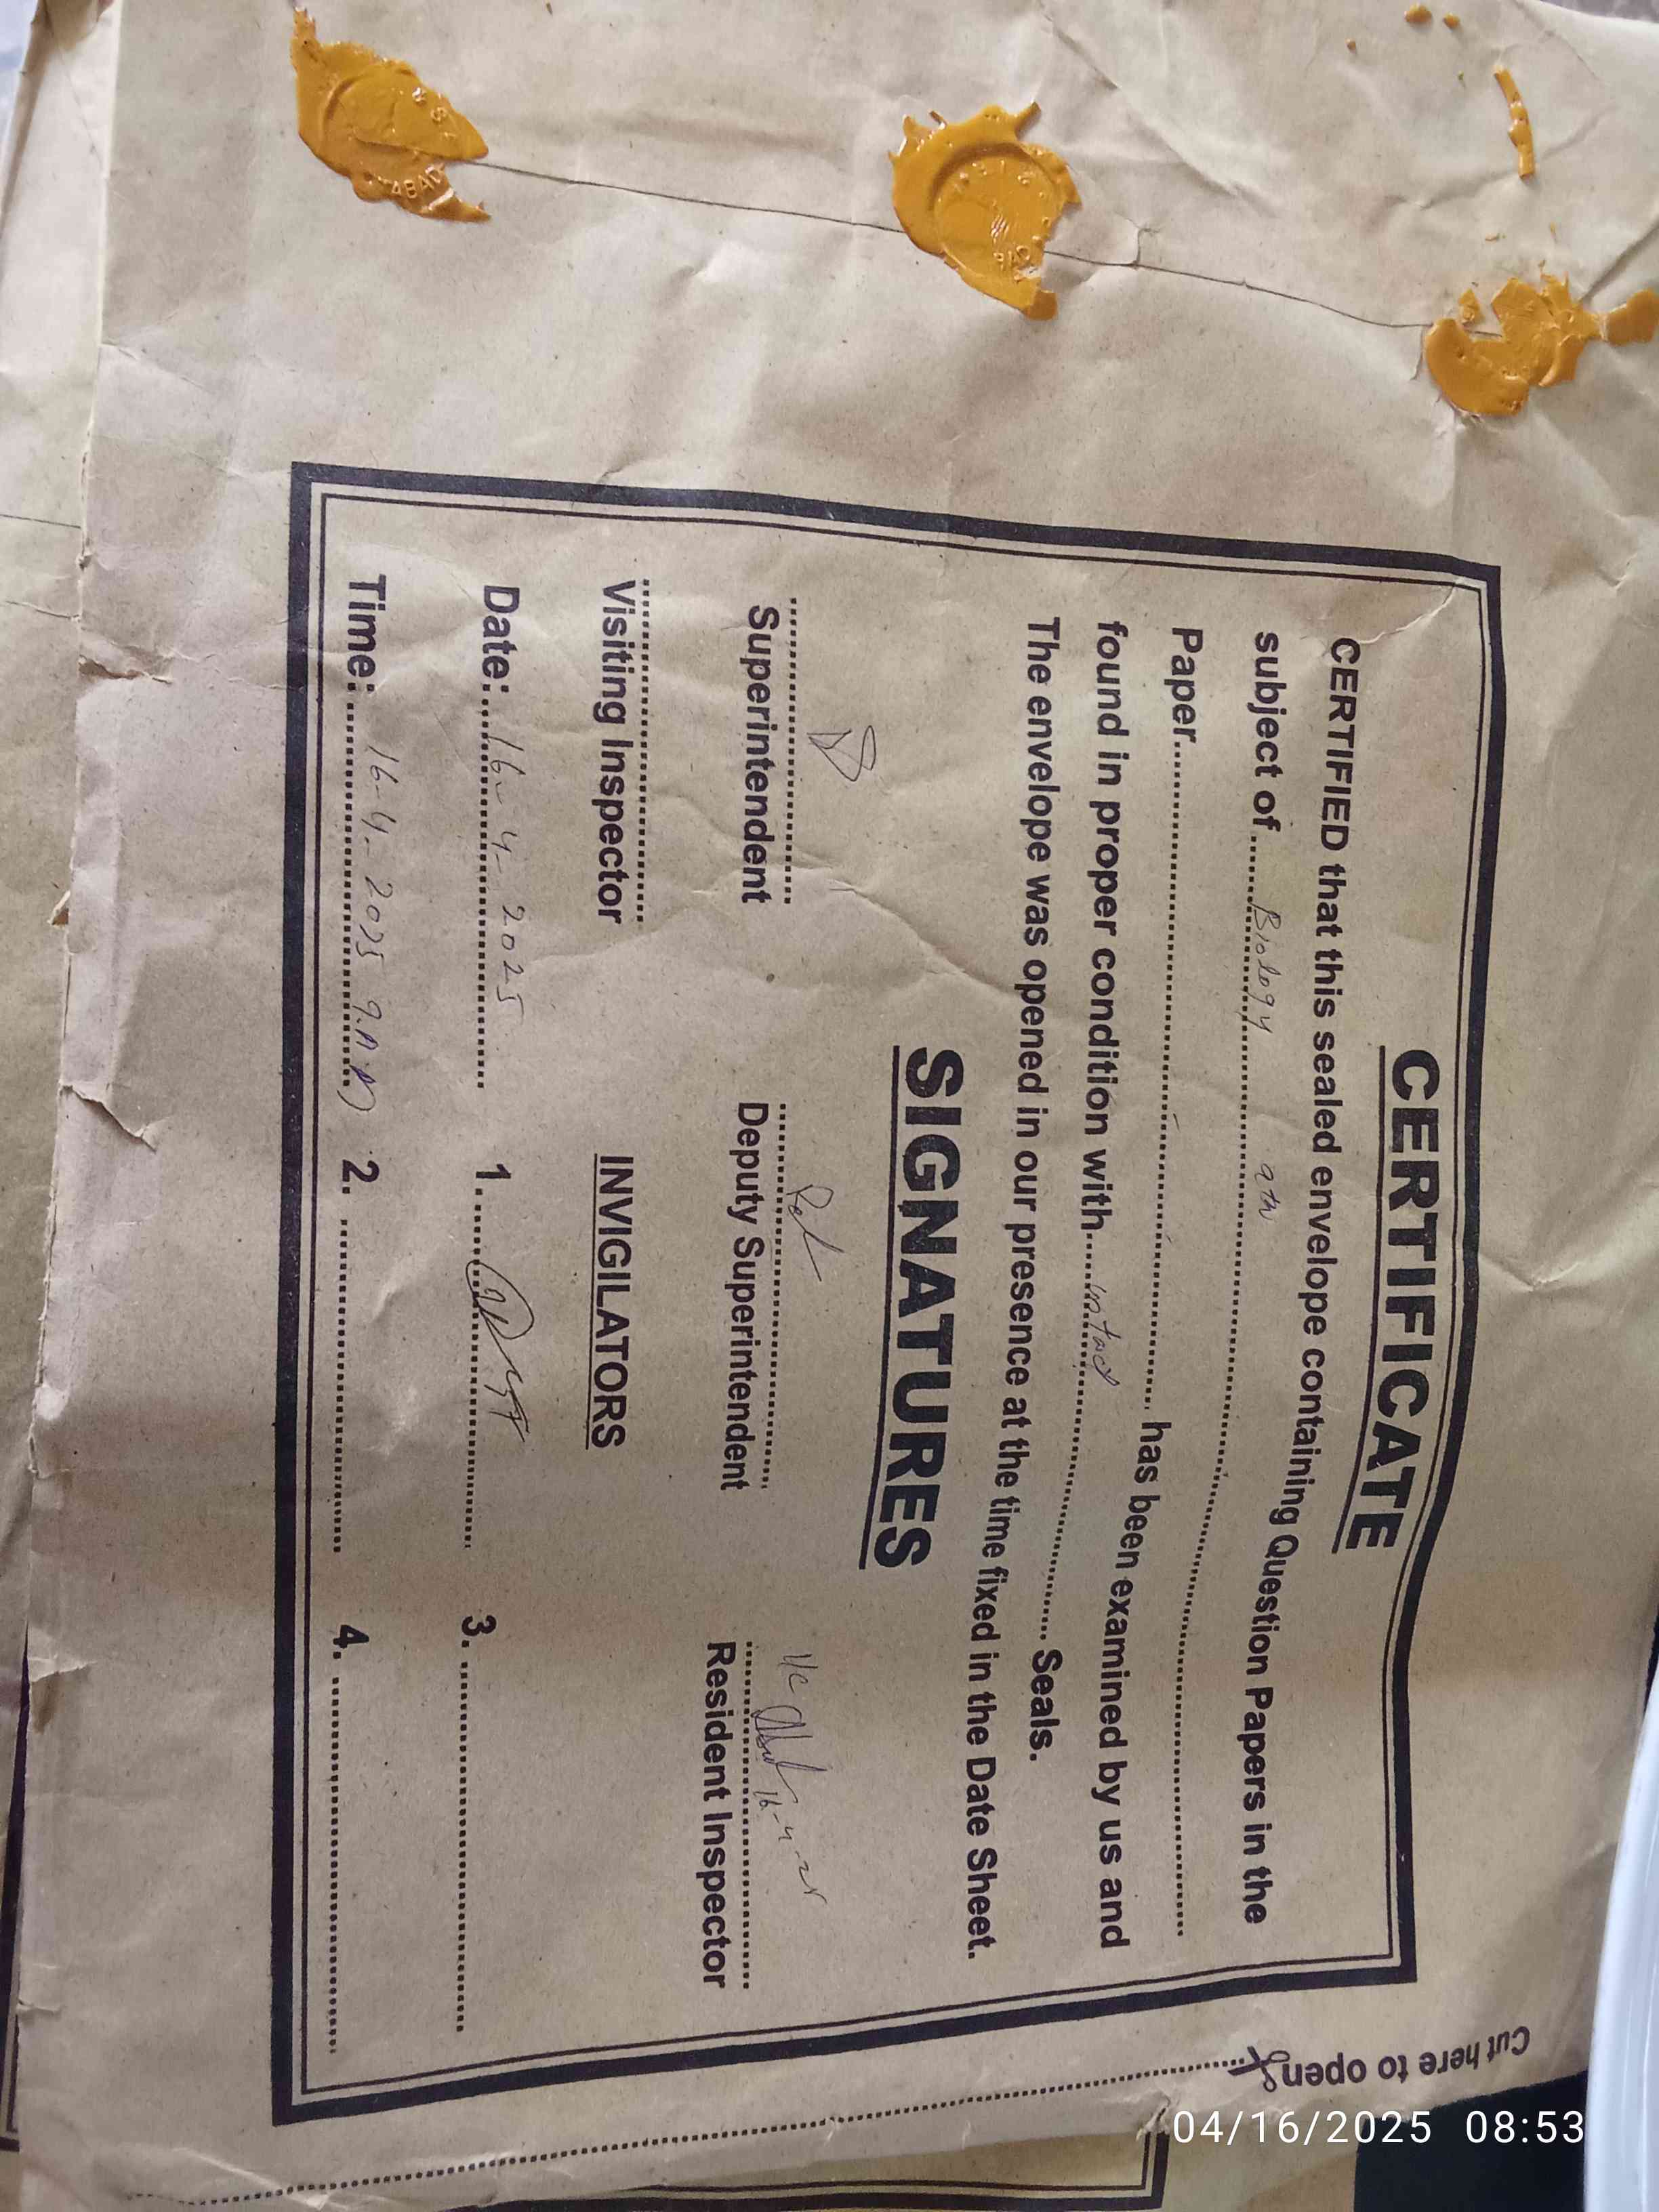 CERTIFICATE
CERTIFIED that this sealed envelope containing Question Papers in the
subject of ...... Biology ...... 9th ......
Paper............ has been examined by us and
found in proper condition with..... intact ............ Seals.
The envelope was opened in our presence at the time fixed in the Date Sheet.
SIGNATURES
I/c 16-4-25
Superintendent Deputy Superintendent Resident Inspector
Visiting Inspector INVIGILATORS
Date: 16-4-2025 1. 3.
Time: 16-4-2025 9.AM 2. 4.
Cut here to open
04/16/2025 08:53